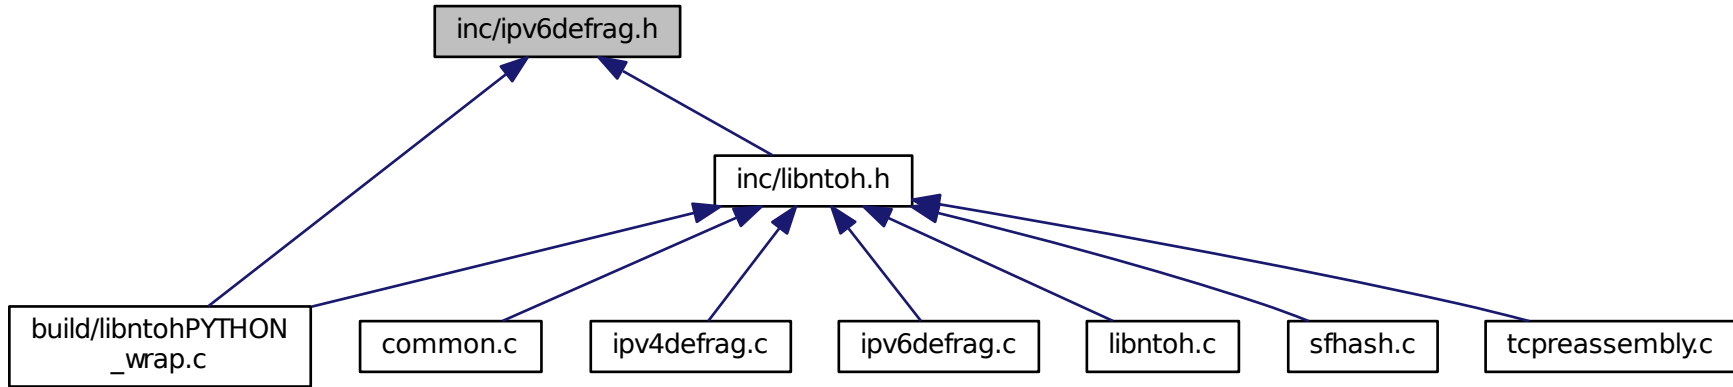 inc/ipv6defrag.h
inc/libntoh.h
build/libntohPYTHON
_wrap.c
common.c
ipv4defrag.c
ipv6defrag.c
libntoh.c
sfhash.c
tcpreassembly.c